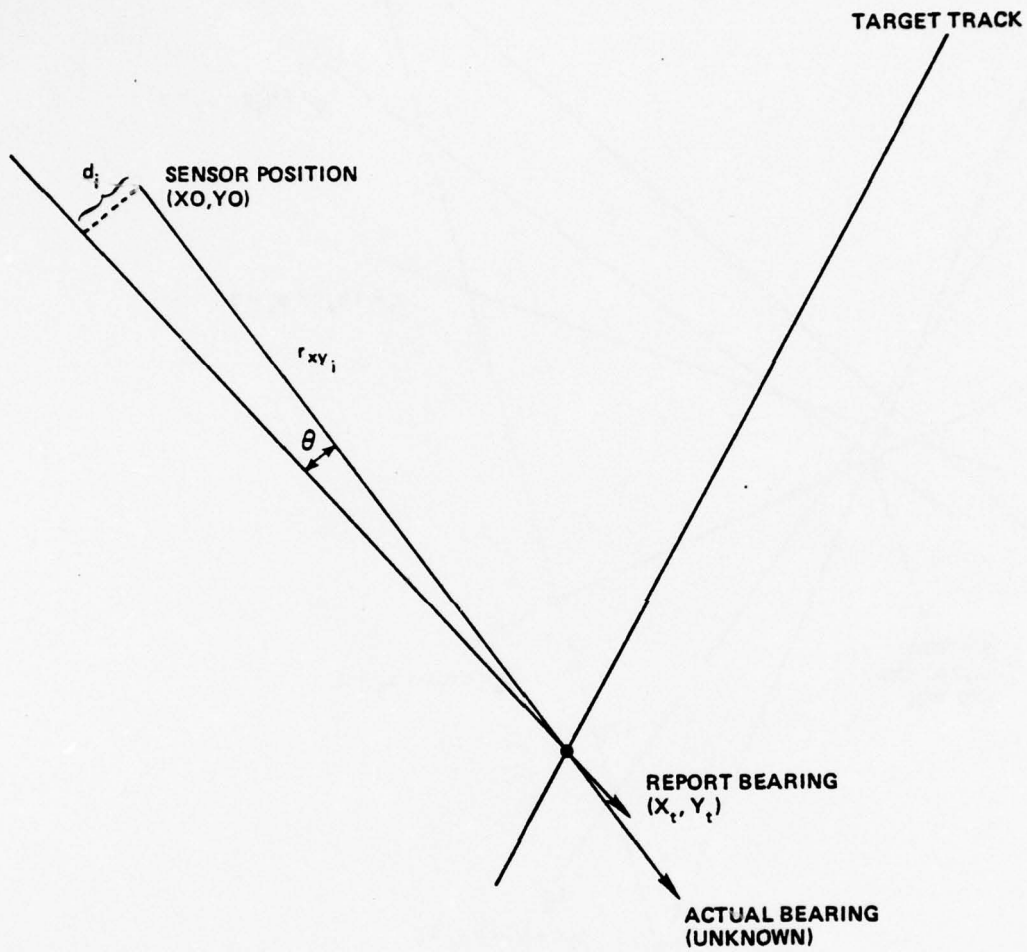 TARGET TRACK
d_i
SENSOR POSITION
(XO,YO)
r_xy_i
θ
REPORT BEARING
(X_t, Y_t)
ACTUAL BEARING
(UNKNOWN)